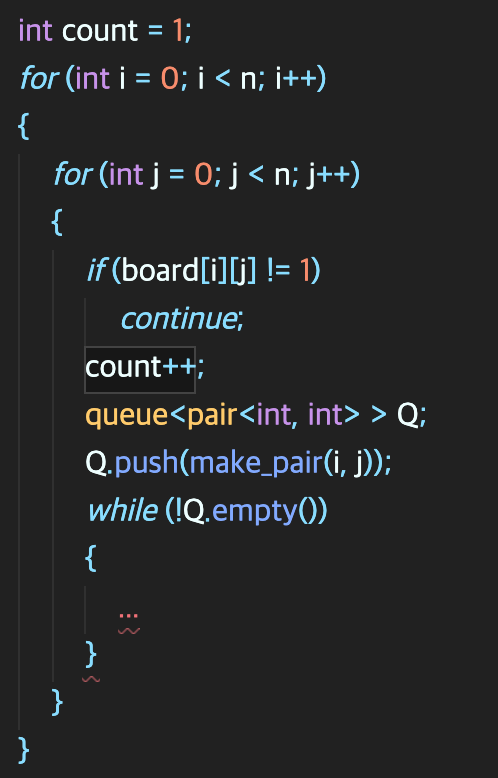 int count = 1;
for (int i = 0; i < n; i++)
{
for (int j = 0; j < n; j++)
{
if (board[i][j] != 1)
continue;
count++;
queue<pair<int, int> > Q;
Q.push(make_pair(i, j));
while (!Q.empty())
{
...
}
}
}